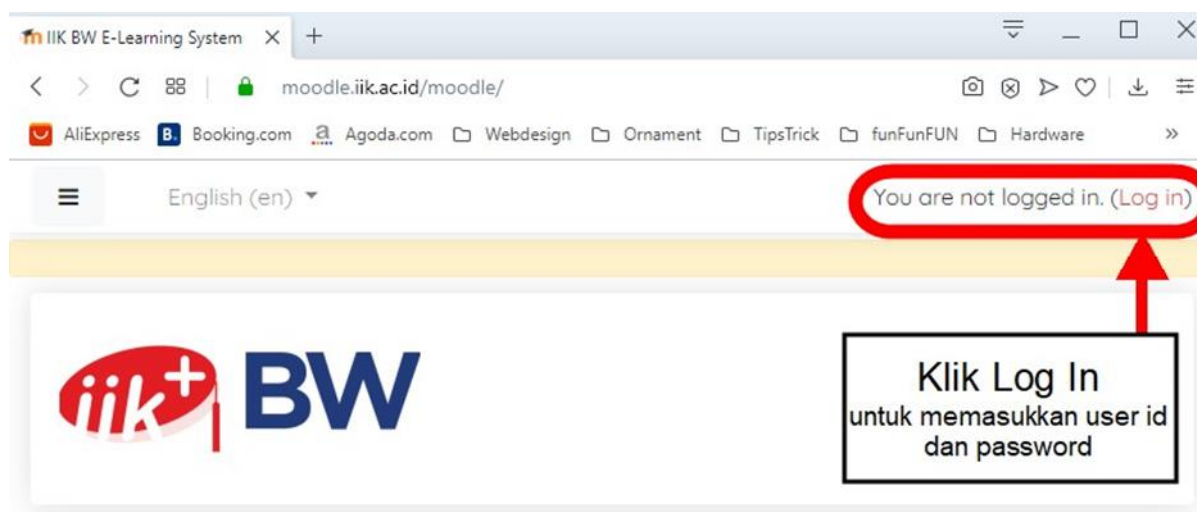 IIK BW E-Learning System
moodle.iik.ac.id/moodle/
AliExpress B. Booking.com a Agoda.com Webdesign Ornament TipsTrick funFunFUN Hardware »
English (en) You are not logged in. (Log in)
iik+ BW
Klik Log In
untuk memasukkan user id
dan password